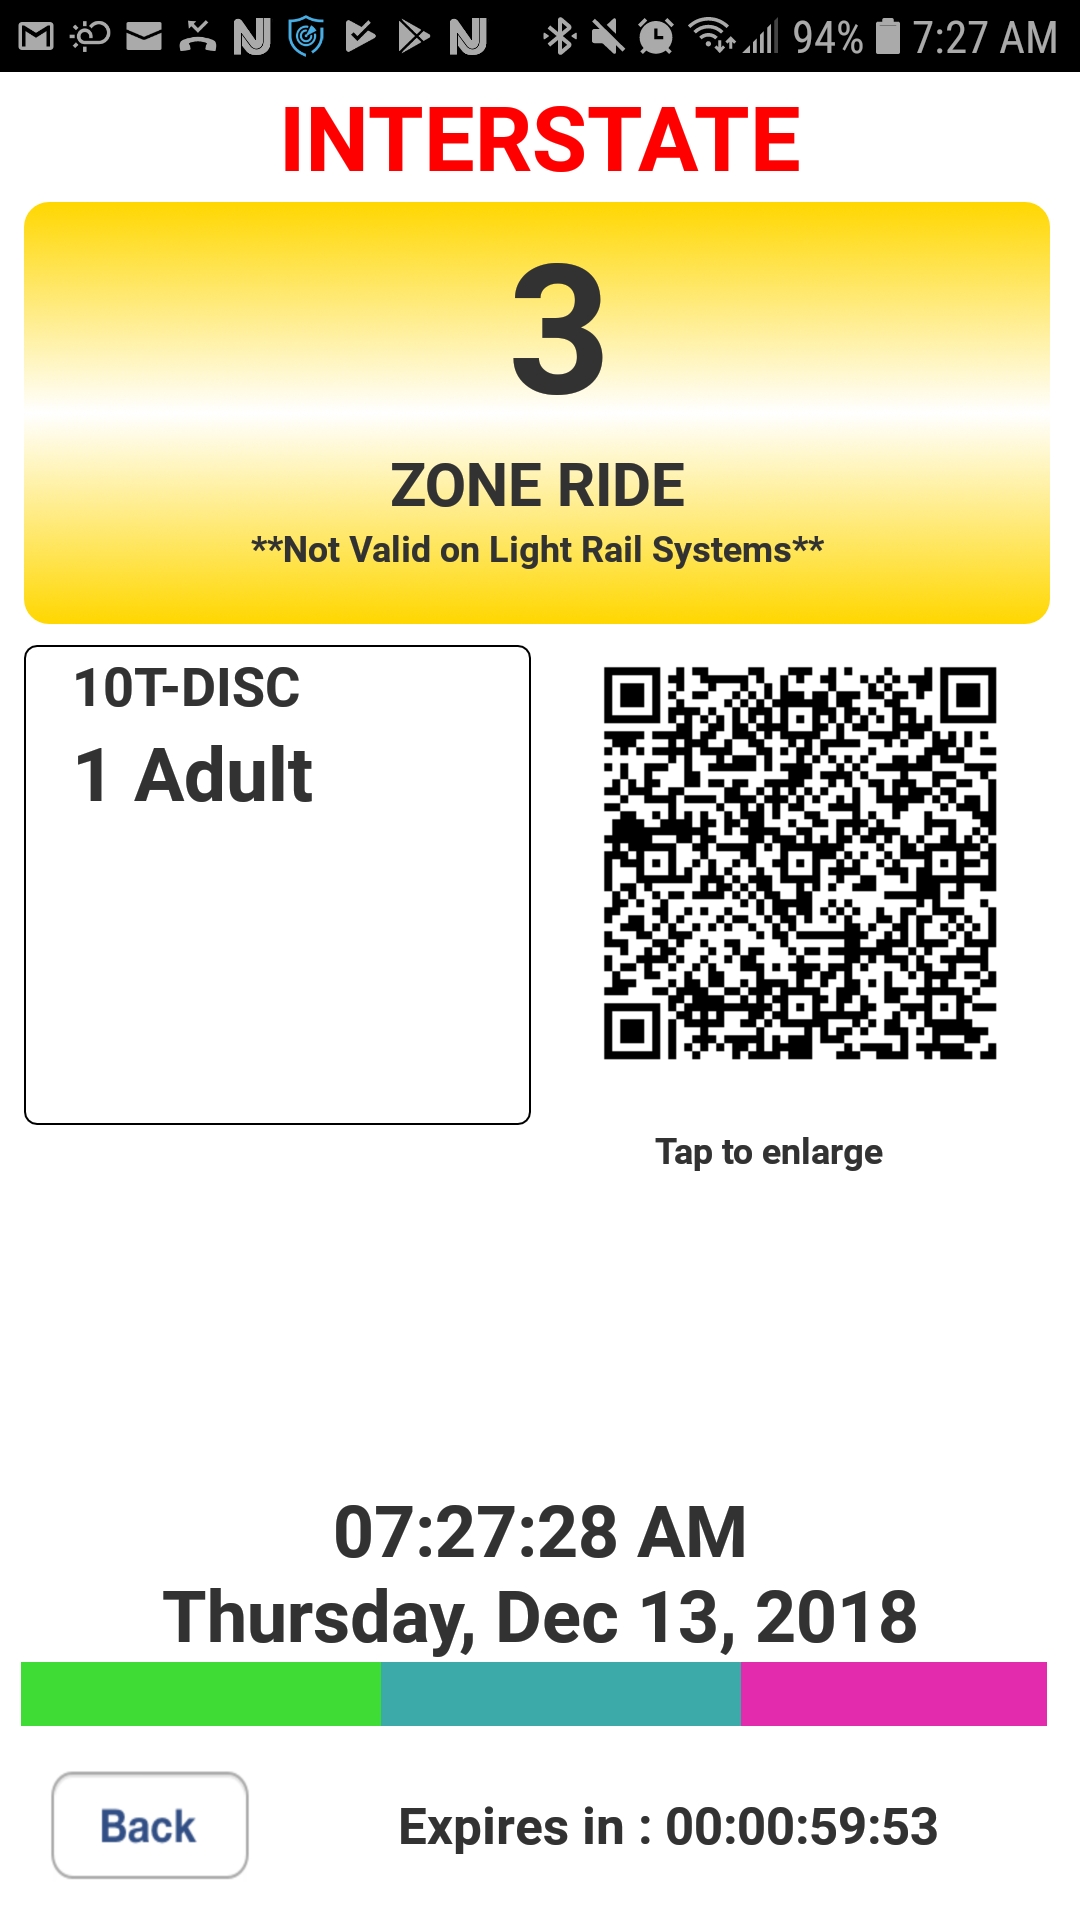 94% 7:27 AM
INTERSTATE
3
ZONE RIDE
**Not Valid on Light Rail Systems**
10T-DISC
1 Adult
Tap to enlarge
07:27:28 AM
Thursday, Dec 13, 2018
Back
Expires in : 00:00:59:53